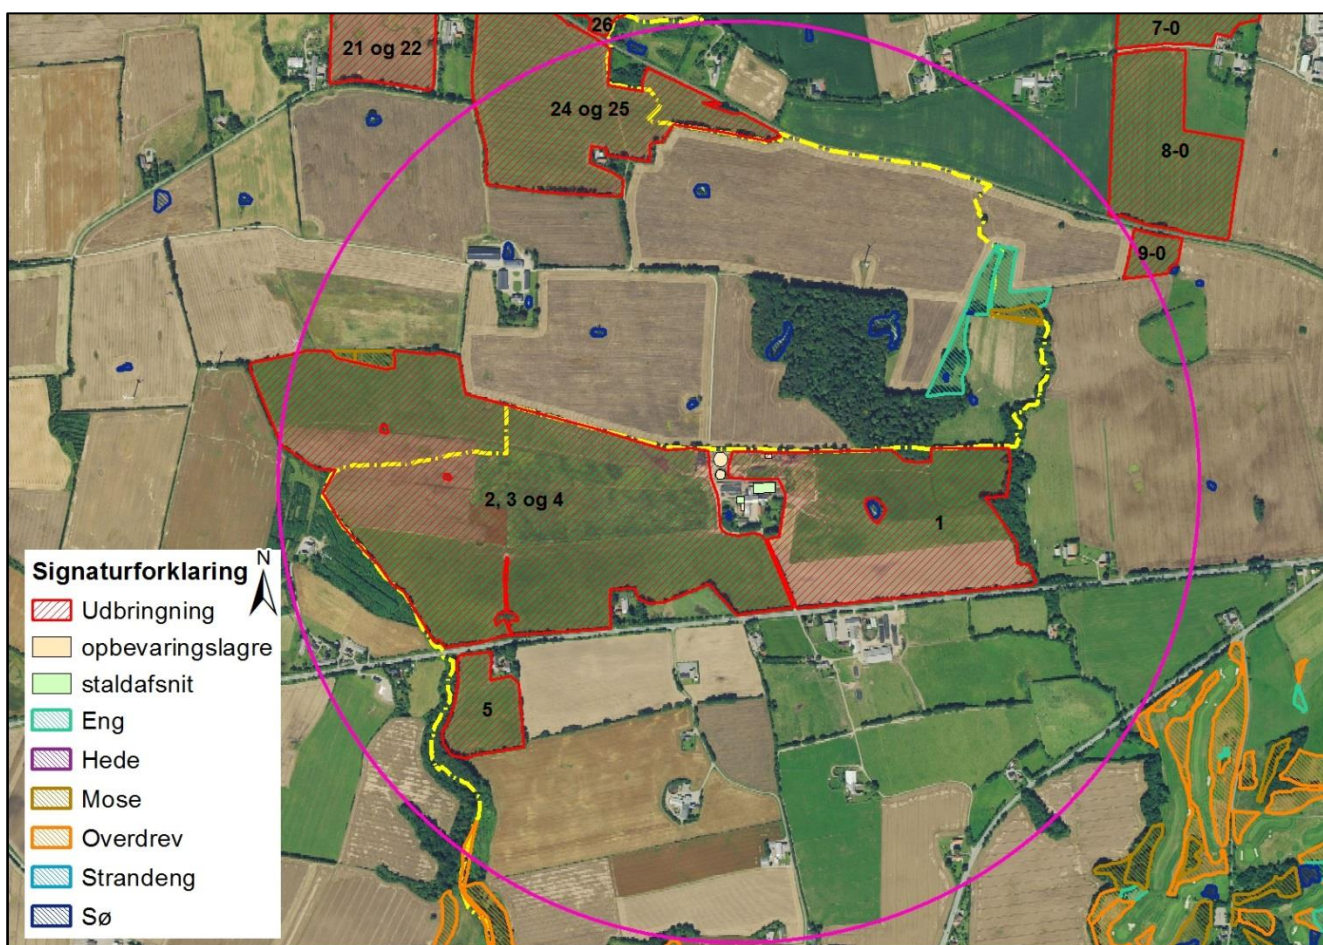 26
7-0
21 og 22
24 og 25
8-0
9-0
2, 3 og 4
1
5
N
Signaturforklaring
Udbringning
opbevaringslagre
staldafsnit
Eng
Hede
Mose
Overdrev
Strandeng
Sø